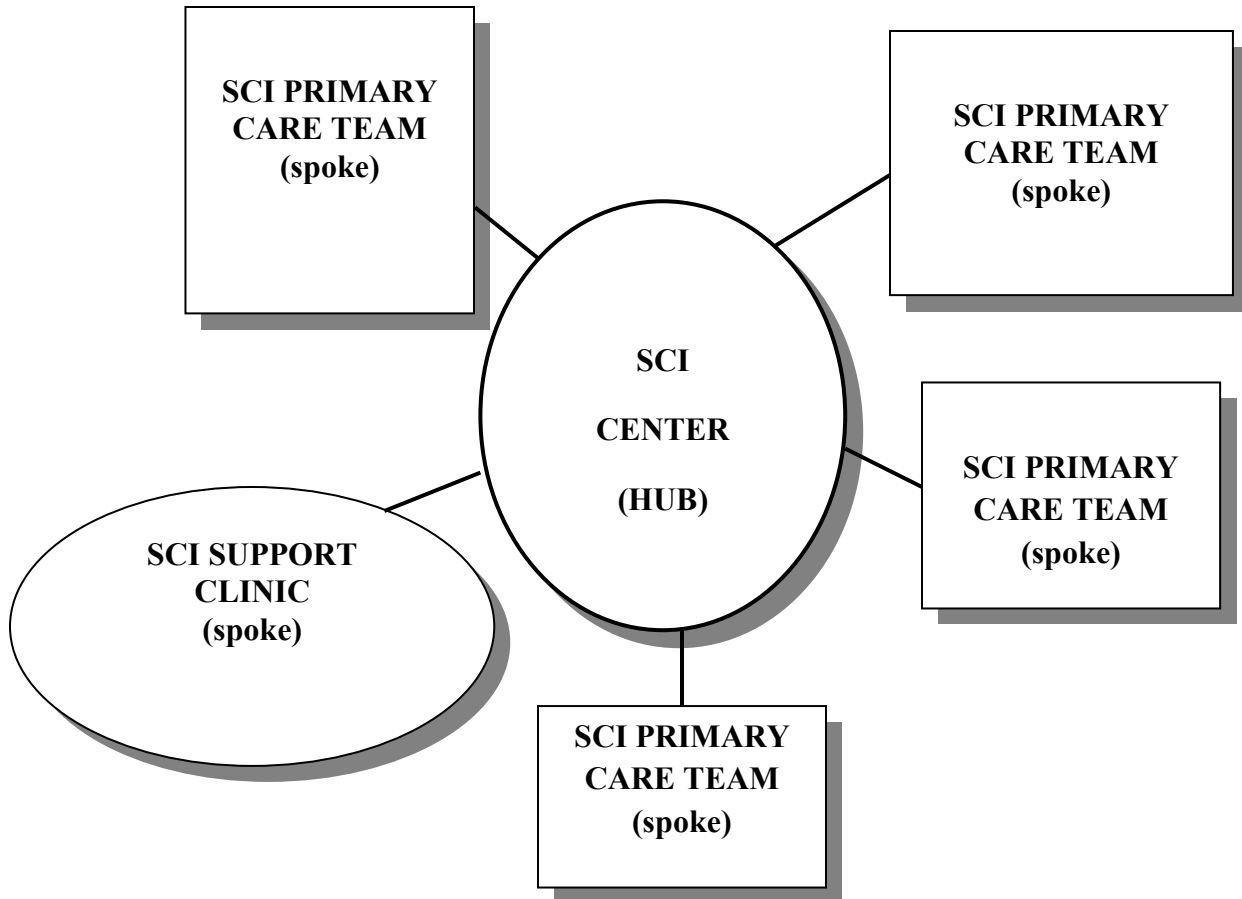 SCI PRIMARY
CARE TEAM
(spoke)
SCI PRIMARY
CARE TEAM
(spoke)
SCI
CENTER
(HUB)
SCI PRIMARY
CARE TEAM
(spoke)
SCI SUPPORT
CLINIC
(spoke)
SCI PRIMARY
CARE TEAM
(spoke)